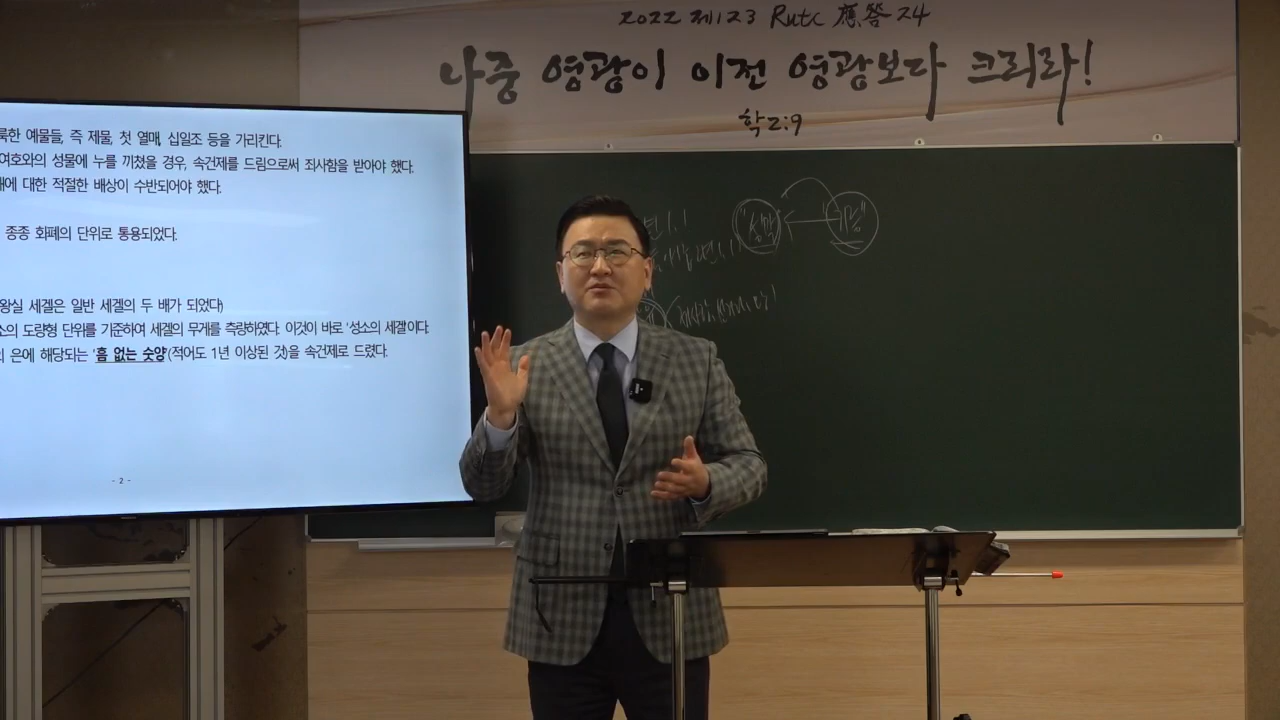 2022 제123 Rutc 應答 24
나중 영광이 이전 영광보다 크리라!
학2:9
룩한 예물들, 즉 제물, 첫 열매, 십일조 등을 가리킨다.
여호와의 성물에 누를 끼쳤을 경우, 속건제를 드림으로써 죄사함을 받아야 했다.
에 대한 적절한 배상이 수반되어야 했다.
종종 화폐의 단위로 통용되었다.
왕실 세겔은 일반 세겔의 두 배가 되었다)
소의 도량형 단위를 기준하여 세겔의 무게를 측량하였다. 이것이 바로 '성소의 세겔'이다
은에 해당되는 '흠 없는 숫양'(적어도 1년 이상된 것)을 속건제로 드렸다.
- 2 -
"성막" "기름"
1.1